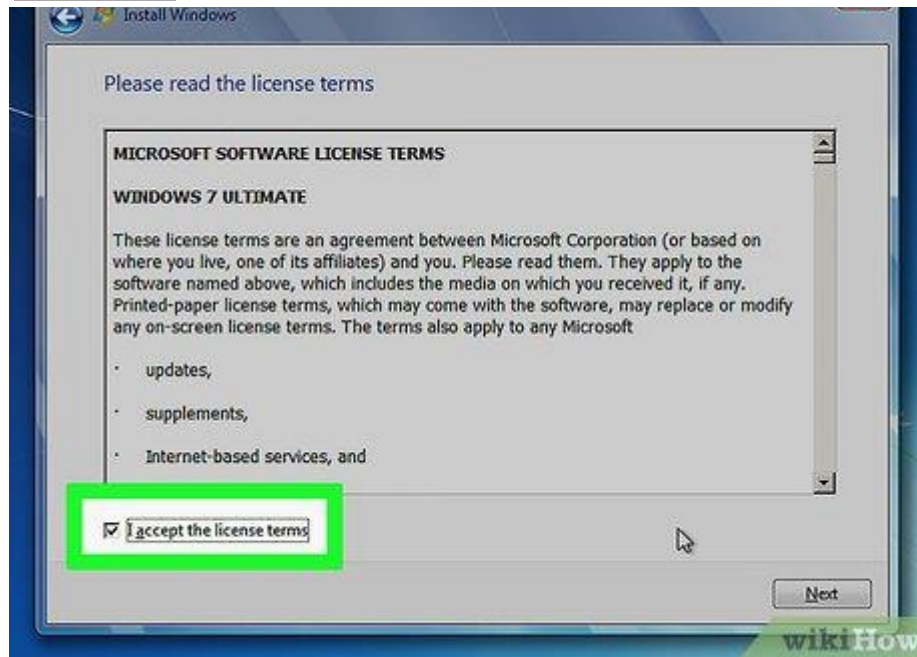 Install Windows
Please read the license terms
MICROSOFT SOFTWARE LICENSE TERMS
WINDOWS 7 ULTIMATE
These license terms are an agreement between Microsoft Corporation (or based on
where you live, one of its affiliates) and you. Please read them. They apply to the
software named above, which includes the media on which you received it, if any.
Printed-paper license terms, which may come with the software, may replace or modify
any on-screen license terms. The terms also apply to any Microsoft
· updates,
· supplements,
· Internet-based services, and
I accept the license terms
Next
wikiHow